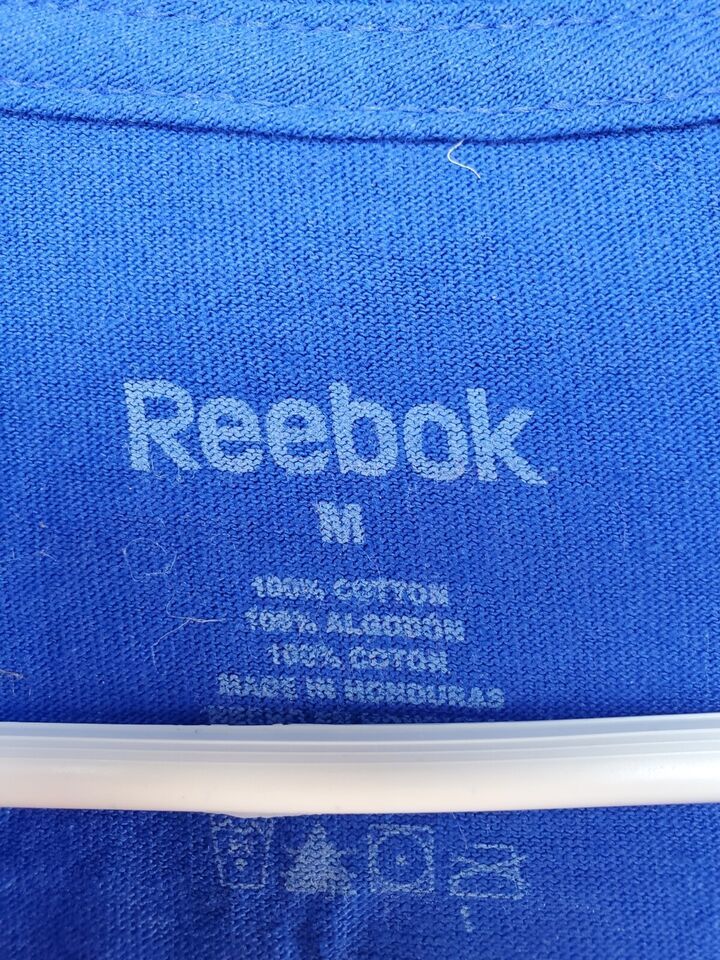 Reebok
M
100% COTTON
100% ALGODÓN
100% COTON
MADE IN HONDURAS